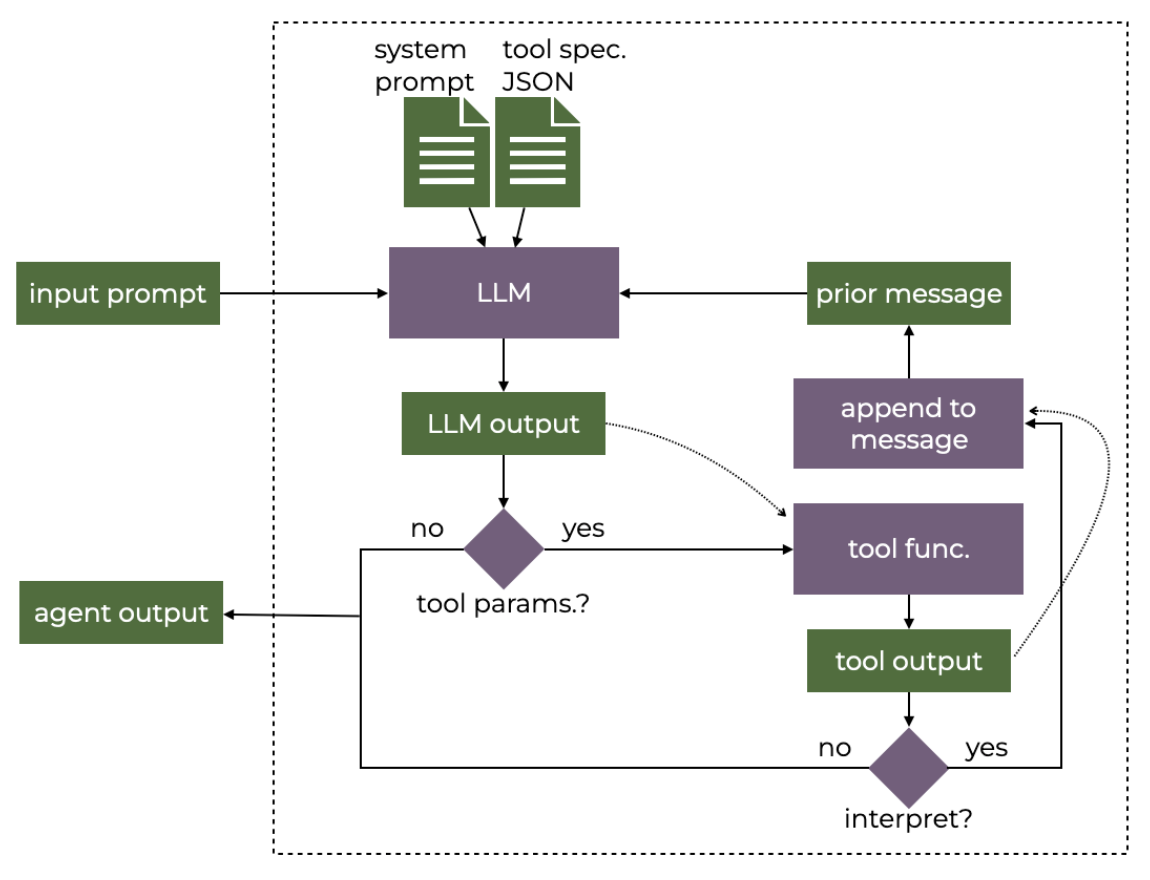 system
prompt
tool spec.
JSON
input prompt
LLM
prior message
LLM output
append to
message
no
yes
tool func.
tool params.?
agent output
tool output
no
yes
interpret?